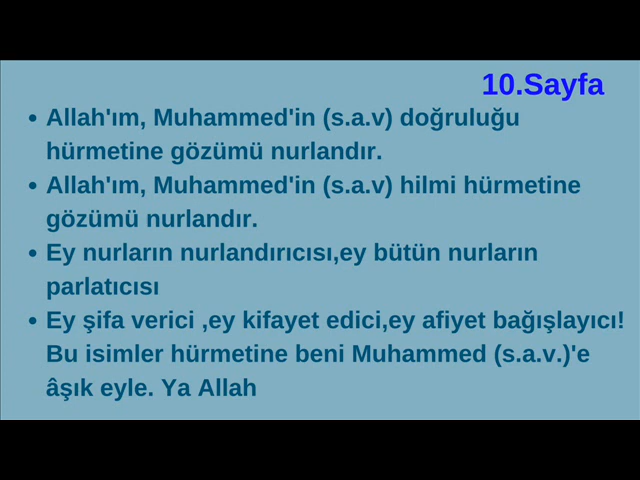 10.Sayfa
• Allah'ım, Muhammed'in (s.a.v) doğruluğu
hürmetine gözümü nurlandır.
• Allah'ım, Muhammed'in (s.a.v) hilmi hürmetine
gözümü nurlandır.
• Ey nurların nurlandırıcısı,ey bütün nurların
parlatıcısı
• Ey şifa verici ,ey kifayet edici,ey afiyet bağışlayıcı!
Bu isimler hürmetine beni Muhammed (s.a.v.)'e
âşık eyle. Ya Allah